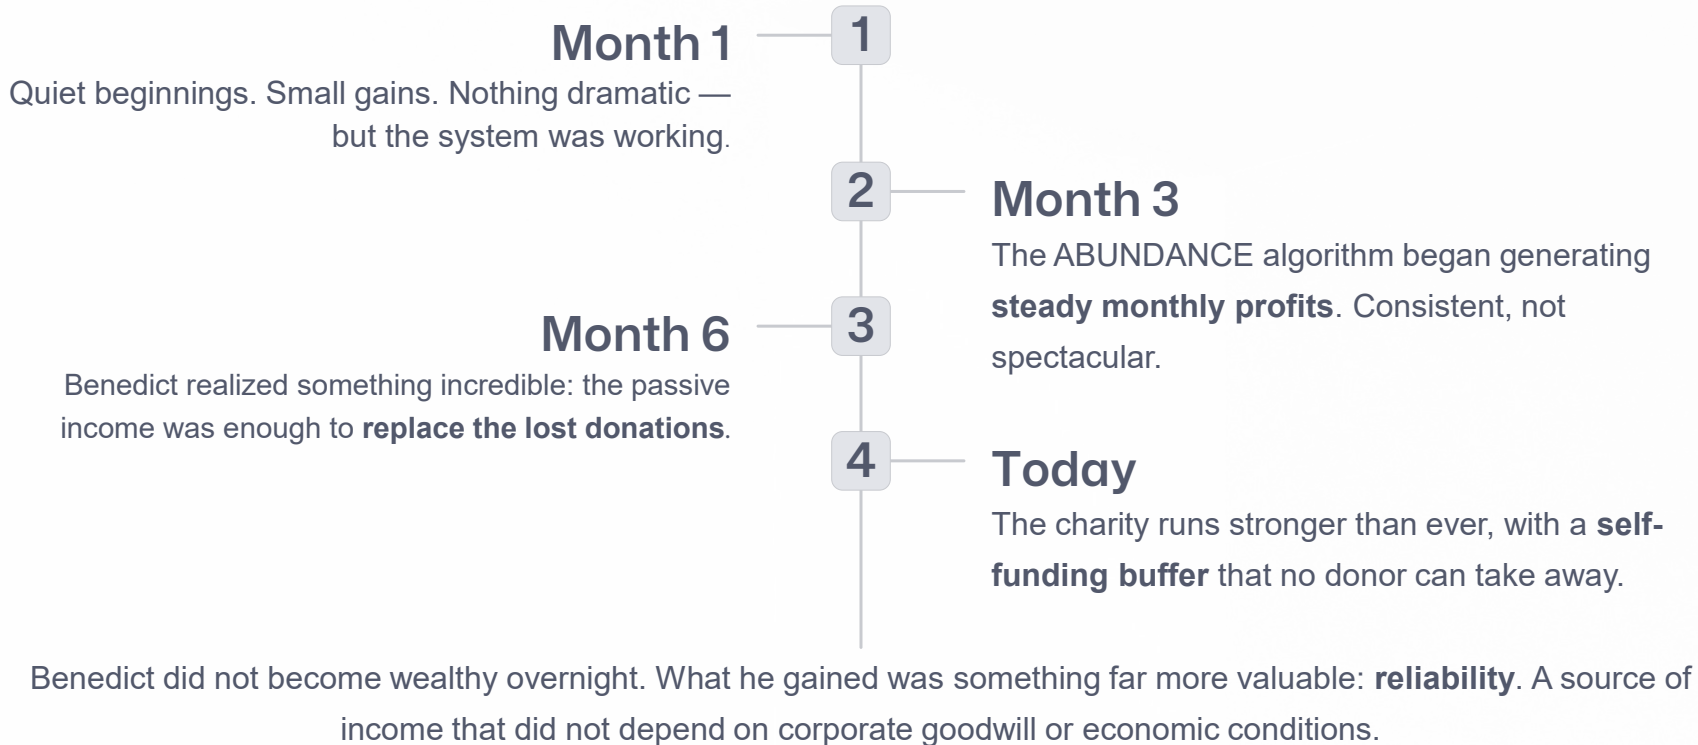 1
Month 1
Quiet beginnings. Small gains. Nothing dramatic —
but the system was working.
2
Month 3
The ABUNDANCE algorithm began generating
steady monthly profits. Consistent, not
spectacular.
3
Month 6
Benedict realized something incredible: the passive
income was enough to replace the lost donations.
4
Today
The charity runs stronger than ever, with a self-
funding buffer that no donor can take away.
Benedict did not become wealthy overnight. What he gained was something far more valuable: reliability. A source of
income that did not depend on corporate goodwill or economic conditions.